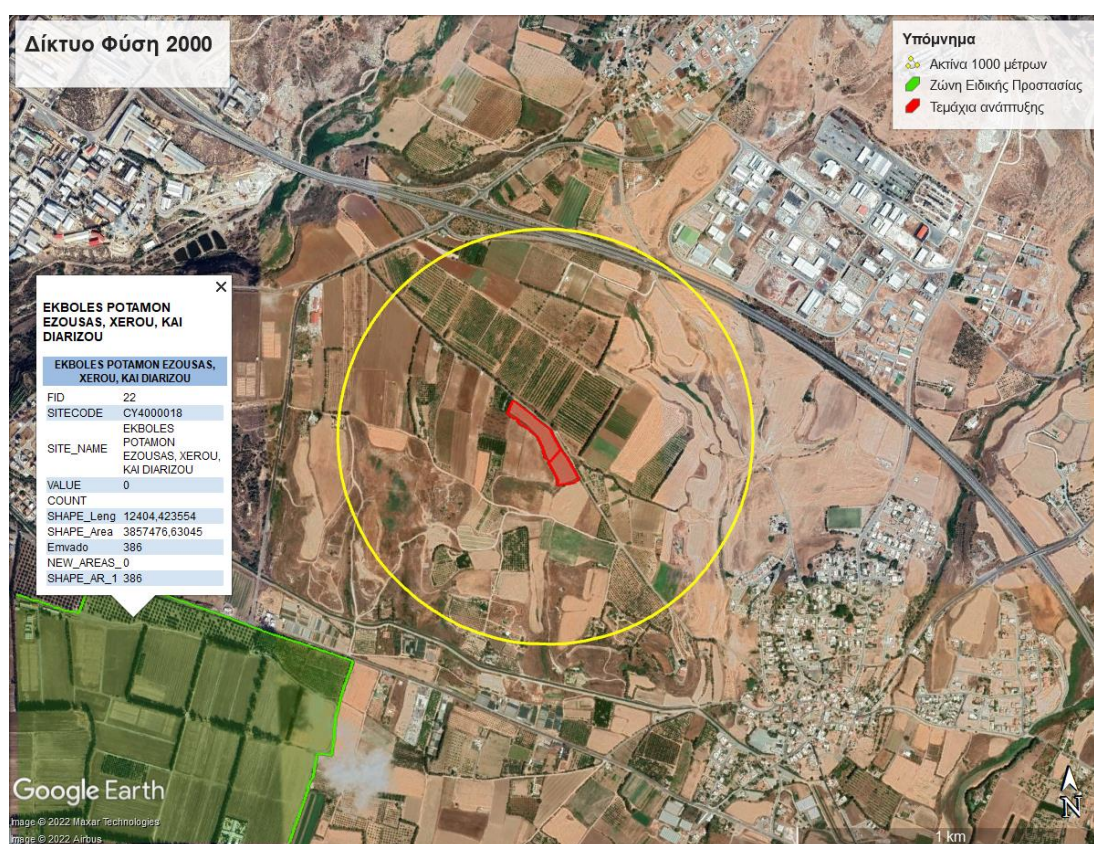 Δίκτυο Φύση 2000
Υπόμνημα
Ακτίνα 1000 μέτρων
Ζώνη Ειδικής Προστασίας
Τεμάχια ανάπτυξης
EKBOLES POTAMON
EZOUSAS, XEROU, KAI
DIARIZOU
EKBOLES POTAMON EZOUSAS,
XEROU, KAI DIARIZOU
FID 22
SITECODE CY4000018
SITE_NAME EKBOLES
POTAMON
EZOUSAS, XEROU,
KAI DIARIZOU
VALUE 0
COUNT
SHAPE_Leng 12404,423554
SHAPE_Area 3857476,63045
Emvado 386
NEW_AREAS_ 0
SHAPE_AR_1 386
Google Earth
Image © 2022 Maxar Technologies
Image © 2022 Airbus
1 km
N